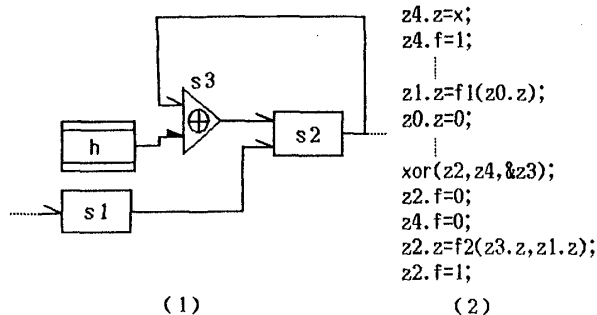 s3
⊕
h
s2
s1
(1)
z4.z=x;
z4.f=1;
z1.z=f1(z0.z);
z0.z=0;
xor(z2,z4,&z3);
z2.f=0;
z4.f=0;
z2.z=f2(z3.z,z1.z);
z2.f=1;
(2)